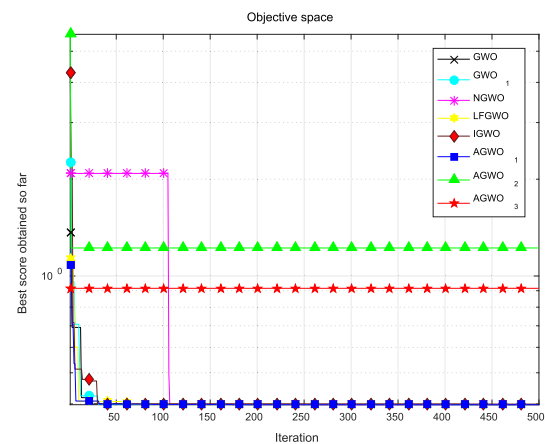 Objective space
GWO
GWO 1
NGWO
LFGWO
IGWO
AGWO 1
AGWO 2
AGWO 3
Best score obtained so far
10 0
50 100 150 200 250 300 350 400 450 500
Iteration